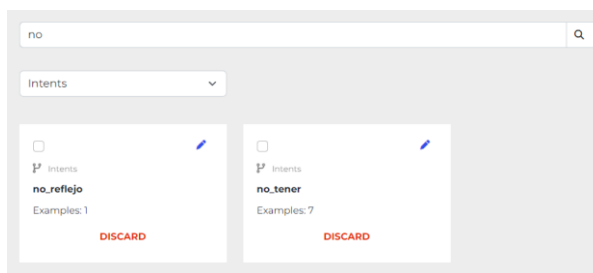 no
Intents
Intents
no_reflejo
Examples: 1
DISCARD
Intents
no_tener
Examples: 7
DISCARD